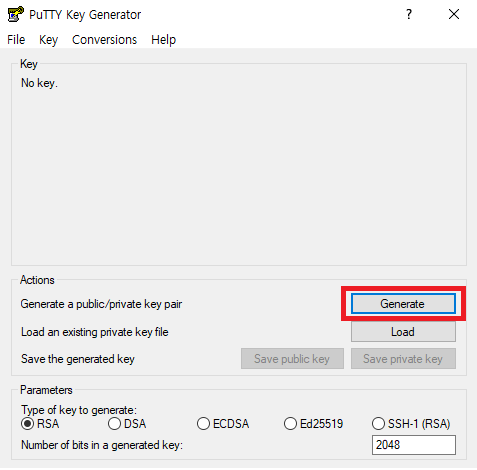 PuTTY Key Generator
File Key Conversions Help
Key
No key.
Actions
Generate a public/private key pair
Generate
Load an existing private key file
Load
Save the generated key
Save public key
Save private key
Parameters
Type of key to generate:
RSA
DSA
ECDSA
Ed25519
SSH-1 (RSA)
Number of bits in a generated key:
2048